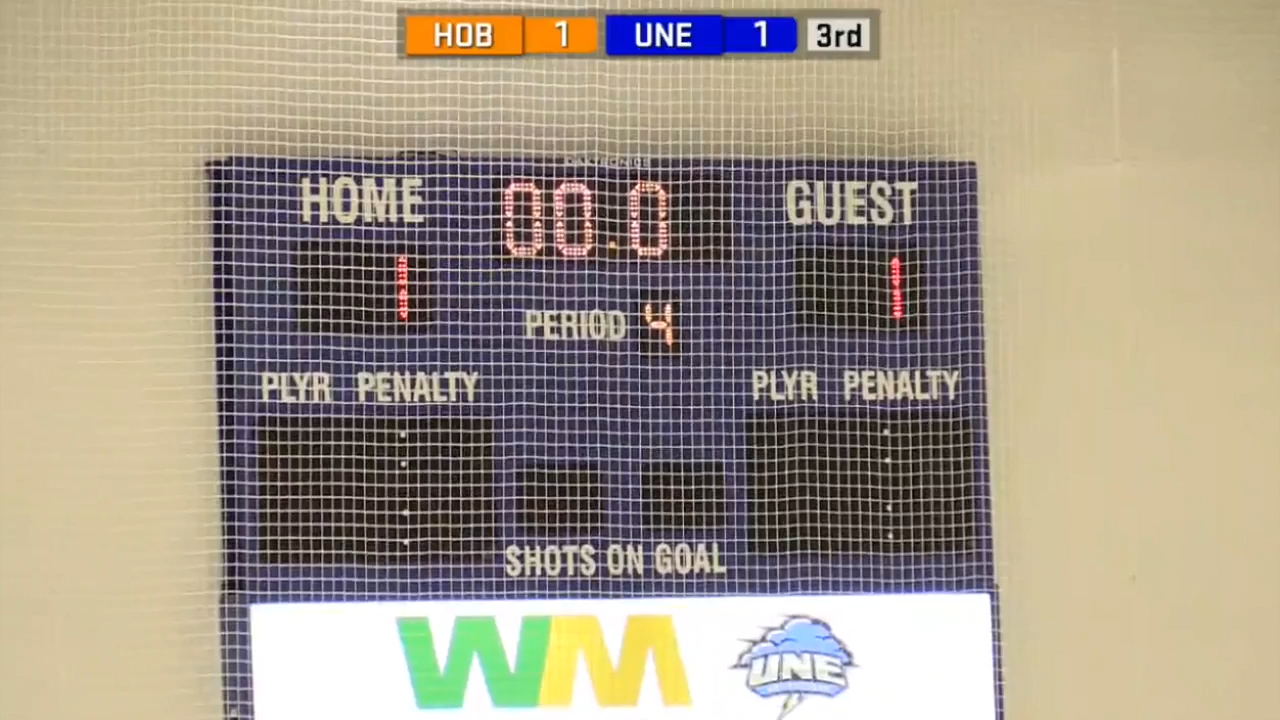 HOB 1 UNE 1 3rd
DAKTRONICS
HOME 00.0 GUEST
1 1
PERIOD 4
PLYR PENALTY PLYR PENALTY
SHOTS ON GOAL
WM UNE